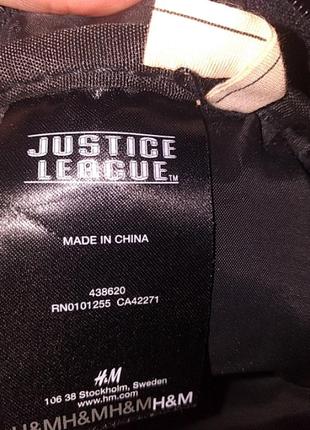 JUSTICE
LEAGUE™
MADE IN CHINA
438620
RN0101255 CA42271
H&M
106 38 Stockholm, Sweden
www.hm.com
H&MH&MH&MH&M